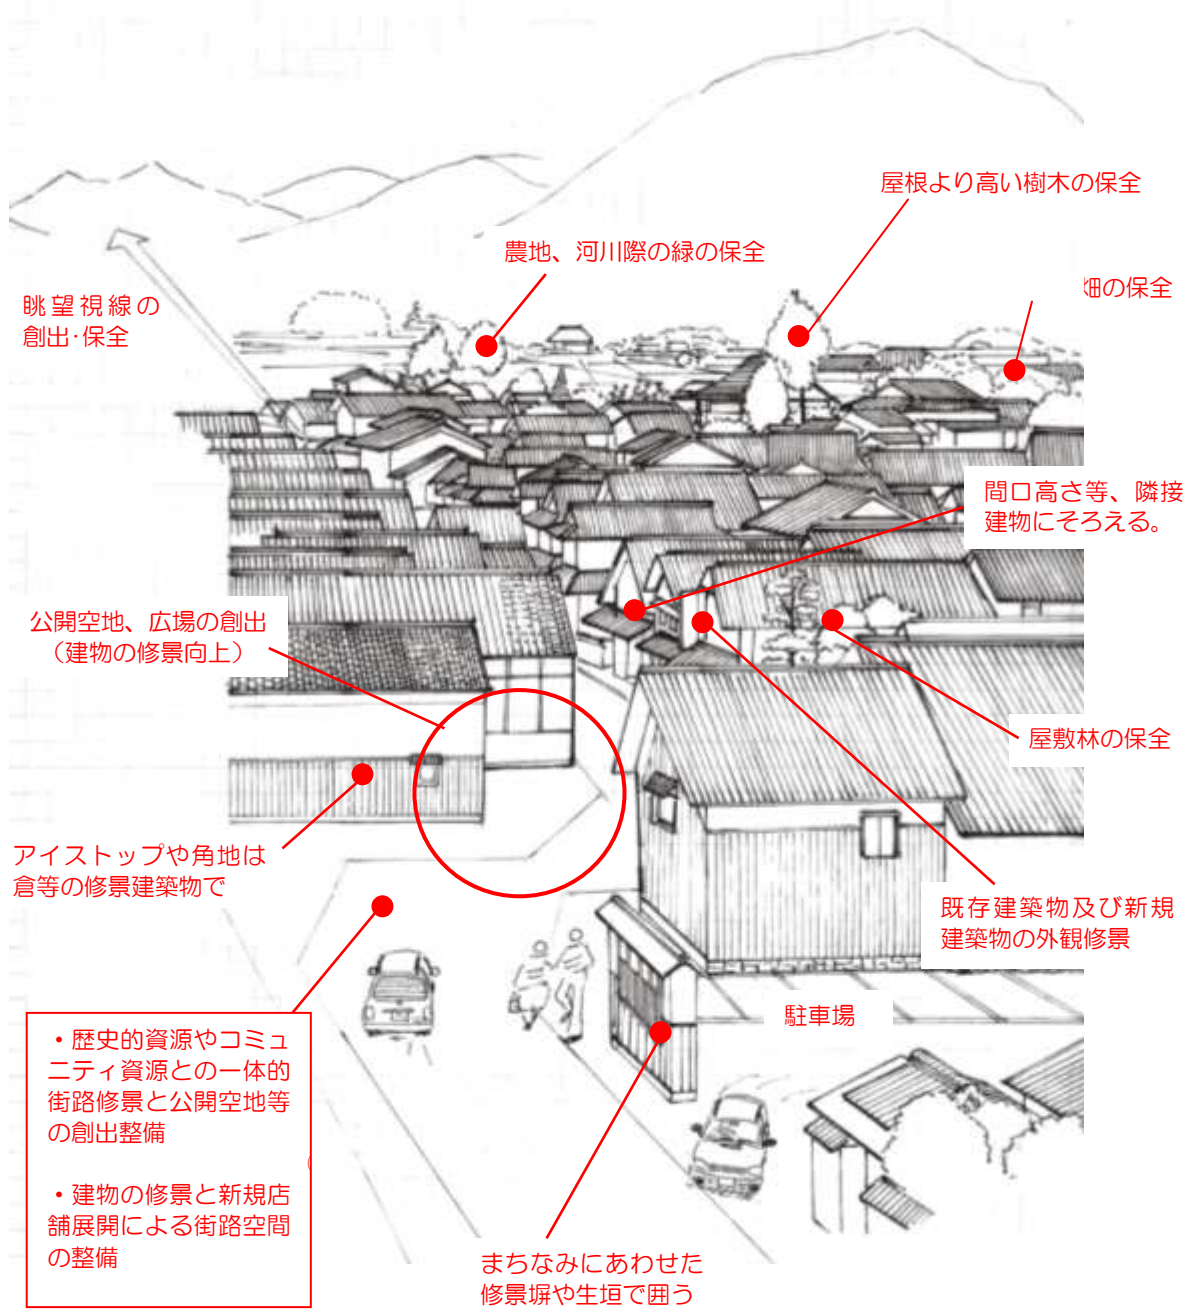 屋根より高い樹木の保全
農地、河川際の緑の保全
畑の保全
眺望視線の
創出・保全
間口高さ等、隣接
建物にそろえる。
公開空地、広場の創出
（建物の修景向上）
屋敷林の保全
アイストップや角地は
倉等の修景建築物で
既存建築物及び新規
建築物の外観修景
駐車場
・歴史的資源やコミュ
ニティ資源との一体的
街路修景と公開空地等
の創出整備
・建物の修景と新規店
舗展開による街路空間
の整備
まちなみにあわせた
修景塀や生垣で囲う